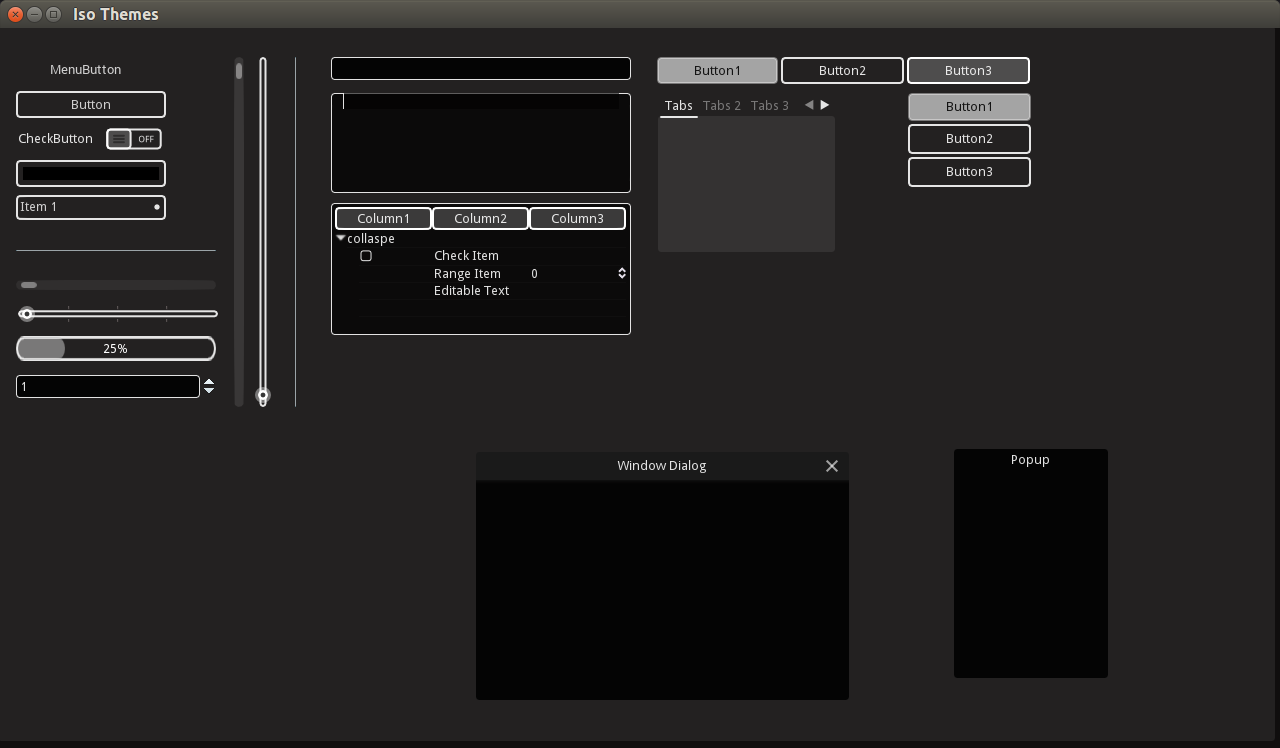 Iso Themes
MenuButton
Button
CheckButton OFF
Item 1
25%
1
Column1 Column2 Column3
collaspe
Check Item
Range Item 0
Editable Text
Button1 Button2 Button3
Tabs Tabs 2 Tabs 3
Button1
Button2
Button3
Window Dialog
Popup